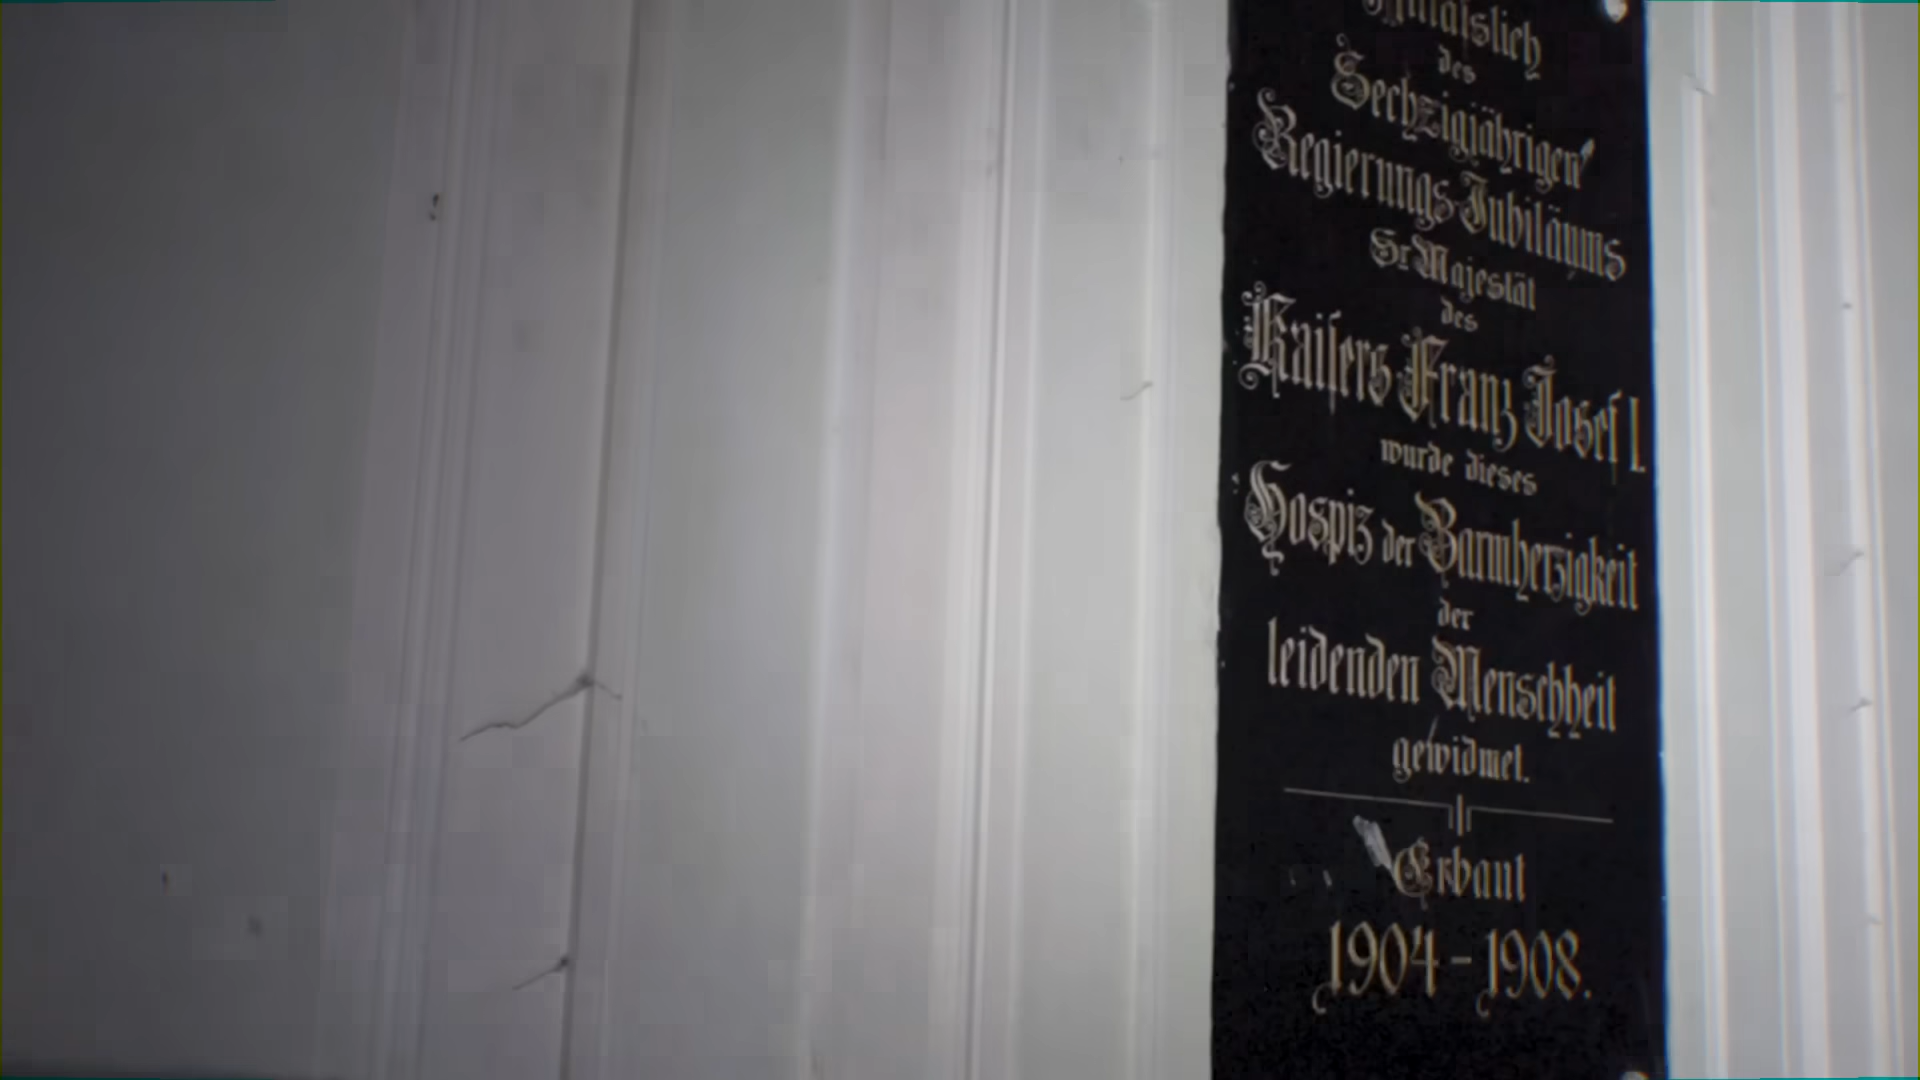 des
Sechzigjährigen
Regierungs-Jubiläums
Sr Majestät
des
Kaisers Franz Josef I.
wurde dieses
Hospiz der Barmherzigkeit
der
leidenden Menschheit
gewidmet.
Erbaut
1904-1908.